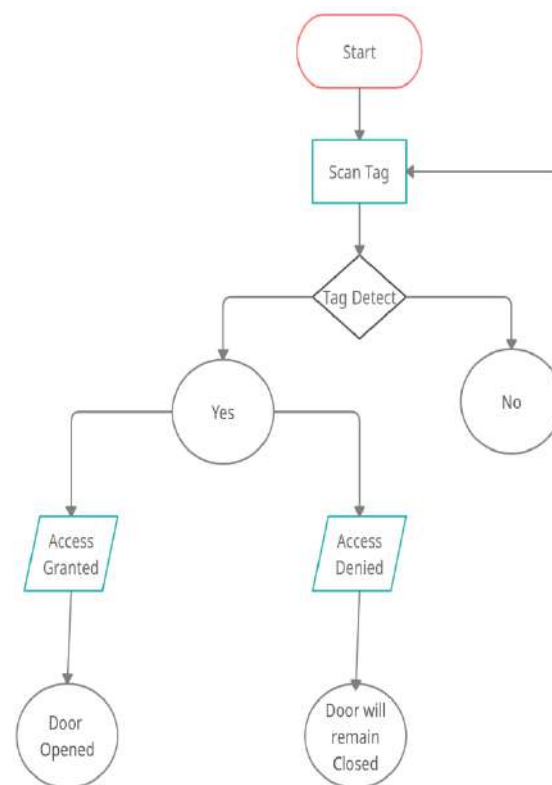 Start
Scan Tag
Tag Detect
Yes
No
Access
Granted
Access
Denied
Door
Opened
Door will
remain
Closed